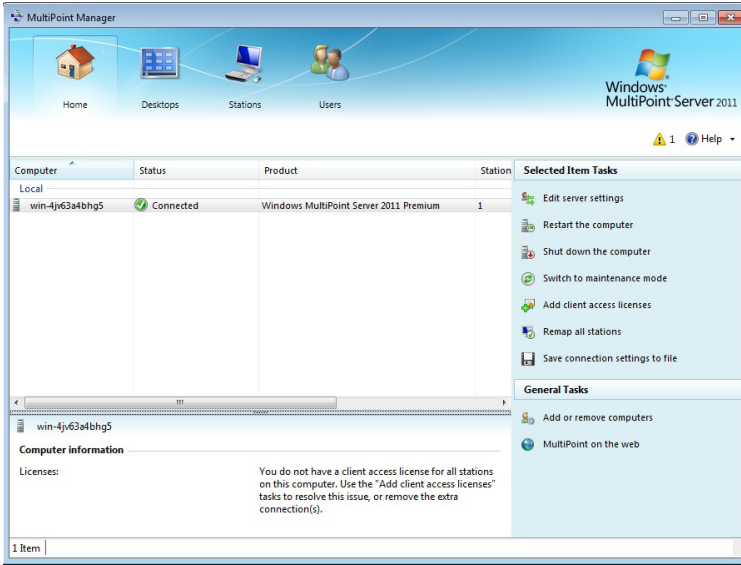 MultiPoint Manager
Home
Desktops
Stations
Users
Windows
MultiPoint Server 2011
1
Help
Computer
Status
Product
Station
Local
win-4jv63a4bhg5
Connected
Windows MultiPoint Server 2011 Premium
1
Selected Item Tasks
Edit server settings
Restart the computer
Shut down the computer
Switch to maintenance mode
Add client access licenses
Remap all stations
Save connection settings to file
General Tasks
Add or remove computers
MultiPoint on the web
win-4jv63a4bhg5
Computer information
Licenses:
You do not have a client access license for all stations
on this computer. Use the "Add client access licenses"
tasks to resolve this issue, or remove the extra
connection(s).
1 Item